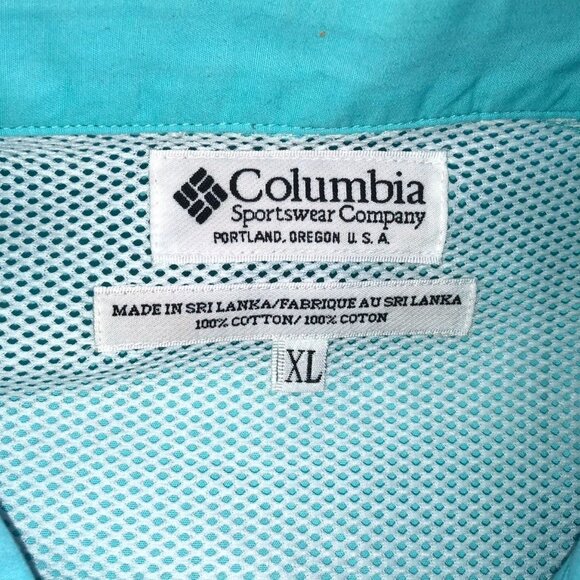 Columbia
Sportswear Company
PORTLAND, OREGON U.S.A.
MADE IN SRI LANKA/FABRIQUE AU SRI LANKA
100% COTTON/100% COTON
XL